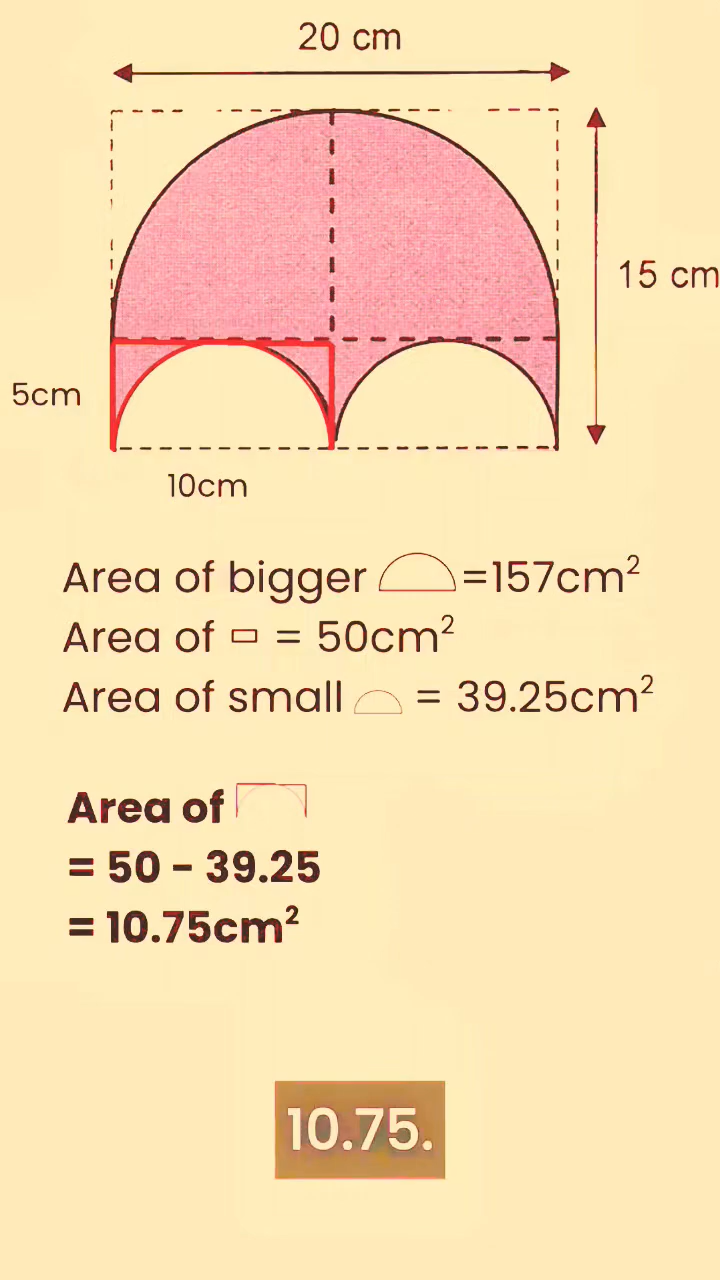 20 cm
15 cm
5cm
10cm
Area of bigger =157cm²
Area of = 50cm²
Area of small = 39.25cm²
Area of
= 50 - 39.25
= 10.75cm²
10.75.